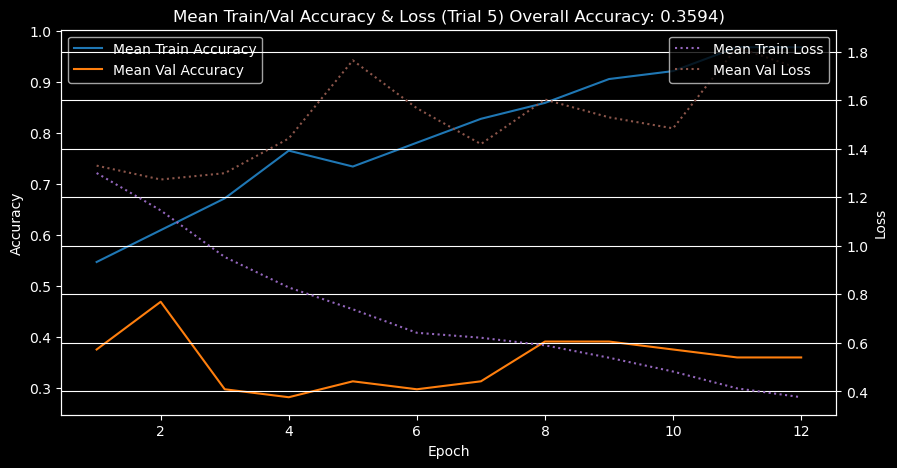 Mean Train/Val Accuracy & Loss (Trial 5) Overall Accuracy: 0.3594)
Mean Train Accuracy
Mean Val Accuracy
Mean Train Loss
Mean Val Loss
Accuracy
1.0
0.9
0.8
0.7
0.6
0.5
0.4
0.3
1.8
1.6
1.4
1.2
1.0
0.8
0.6
0.4
Loss
2 4 6 8 10 12
Epoch